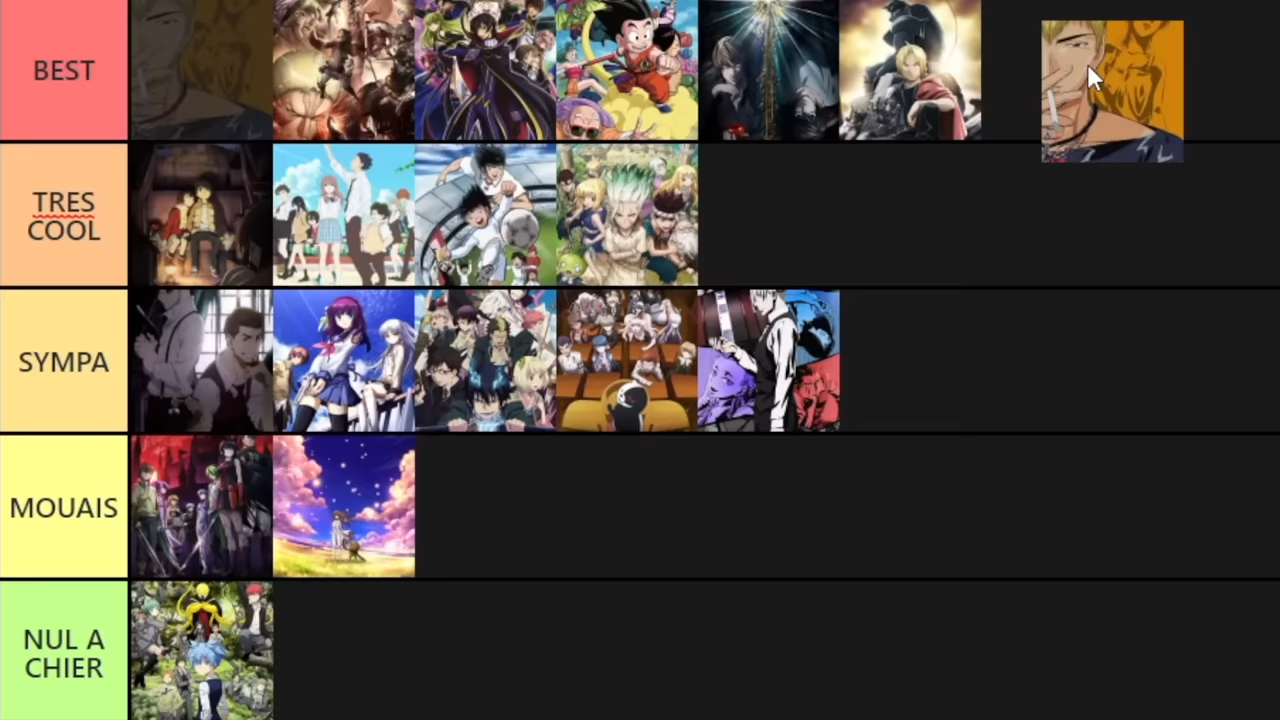 BEST
TRES
COOL
SYMPA
MOUAIS
NUL A
CHIER